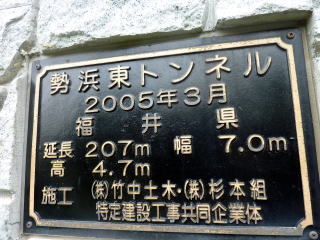 勢浜東トンネル
2005年3月
福井県
延長 207m 幅 7.0m
高 4.7m
施工 (株)竹中土木・(株)杉本組
特定建設工事共同企業体